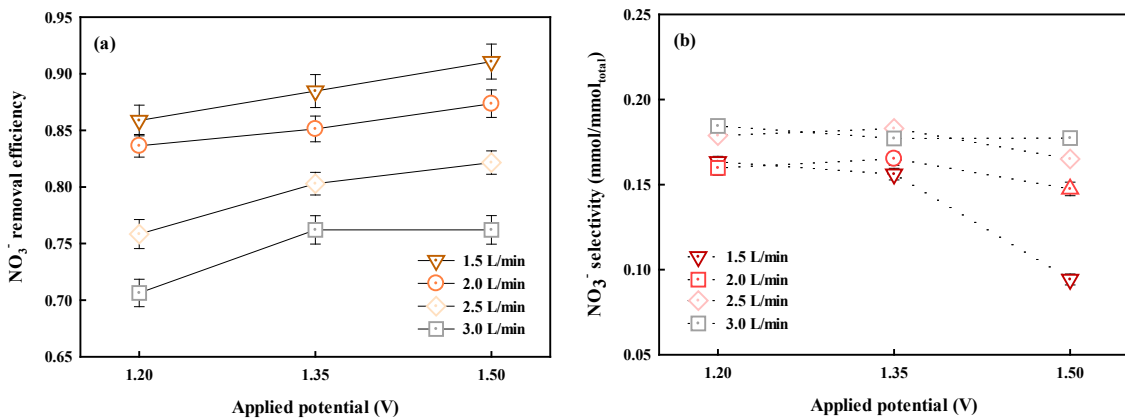 (a)
0.95
0.90
0.85
0.80
0.75
0.70
0.65
NO₃⁻ removal efficiency
1.5 L/min
2.0 L/min
2.5 L/min
3.0 L/min
1.20
1.35
1.50
Applied potential (V)
(b)
0.25
0.20
0.15
0.10
0.05
NO3⁻ selectivity (mmol/mmol_total)
1.5 L/min
2.0 L/min
2.5 L/min
3.0 L/min
1.20
1.35
1.50
Applied potential (V)